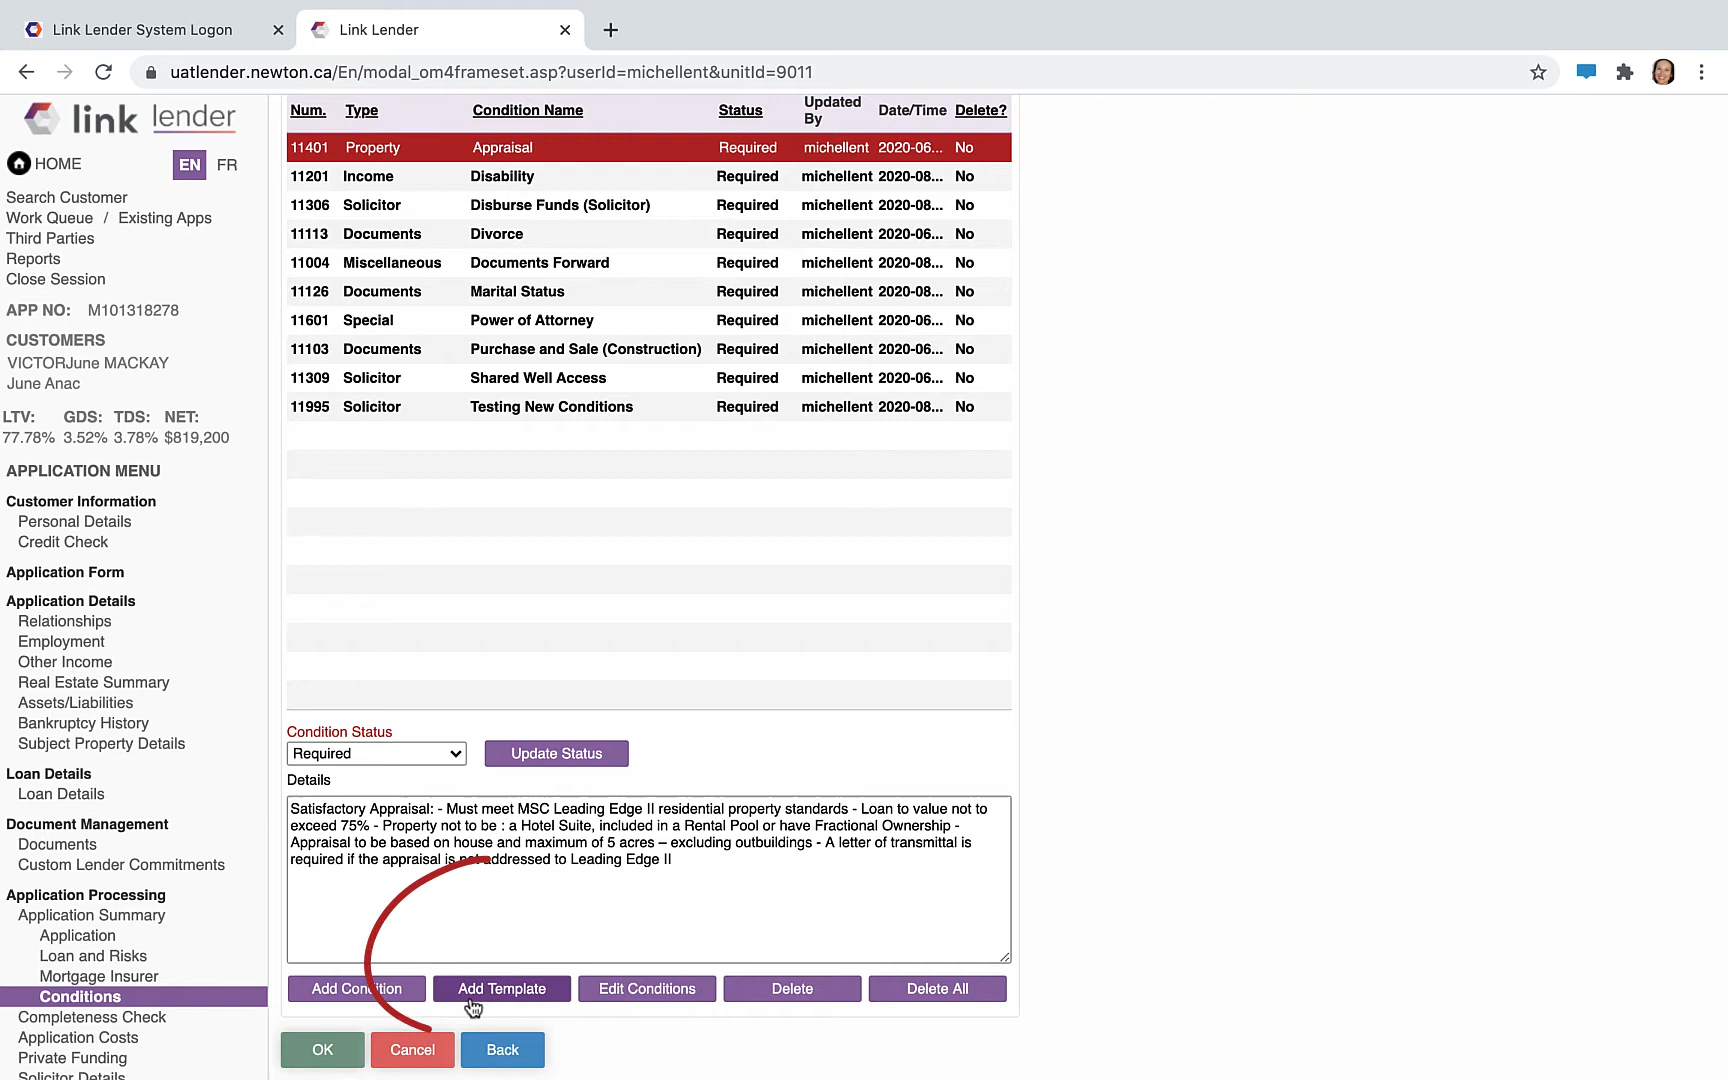 Link Lender System Logon
Link Lender
uatlender.newton.ca/En/modal_om4frameset.asp?userId=michellent&unitId=9011
link lender
HOME
EN
FR
Search Customer
Work Queue / Existing Apps
Third Parties
Reports
Close Session
APP NO: M101318278
CUSTOMERS
VICTORJune MACKAY
June Anac
LTV: GDS: TDS: NET:
77.78% 3.52% 3.78% $819,200
APPLICATION MENU
Customer Information
Personal Details
Credit Check
Application Form
Application Details
Relationships
Employment
Other Income
Real Estate Summary
Assets/Liabilities
Bankruptcy History
Subject Property Details
Loan Details
Loan Details
Document Management
Documents
Custom Lender Commitments
Application Processing
Application Summary
Application
Loan and Risks
Mortgage Insurer
Conditions
Completeness Check
Application Costs
Private Funding
Solicitor Details
Num. Type Condition Name Status Updated By Date/Time Delete?
11401 Property Appraisal Required michellent 2020-06... No
11201 Income Disability Required michellent 2020-08... No
11306 Solicitor Disburse Funds (Solicitor) Required michellent 2020-08... No
11113 Documents Divorce Required michellent 2020-06... No
11004 Miscellaneous Documents Forward Required michellent 2020-06... No
11126 Documents Marital Status Required michellent 2020-08... No
11601 Special Power of Attorney Required michellent 2020-06... No
11103 Documents Purchase and Sale (Construction) Required michellent 2020-06... No
11309 Solicitor Shared Well Access Required michellent 2020-06... No
11995 Solicitor Testing New Conditions Required michellent 2020-08... No
Condition Status
Required
Update Status
Details
Satisfactory Appraisal: - Must meet MSC Leading Edge II residential property standards - Loan to value not to
exceed 75% - Property not to be : a Hotel Suite, included in a Rental Pool or have Fractional Ownership -
Appraisal to be based on house and maximum of 5 acres – excluding outbuildings - A letter of transmittal is
required if the appraisal is not addressed to Leading Edge II
Add Condition
Add Template
Edit Conditions
Delete
Delete All
OK
Cancel
Back